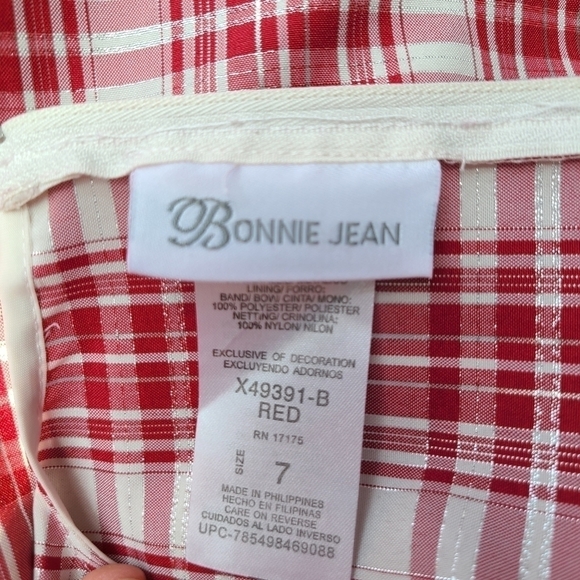 BONNIE JEAN
LINING/ FORRO:
BAND/ BOW/ CINTA/ MONO:
100% POLYESTER/ POLIESTER
NETTING/ CRINOLINA:
100% NYLON/ NILON
EXCLUSIVE OF DECORATION
EXCLUYENDO ADORNOS
X49391-B
RED
RN 17175
SIZE 7
MADE IN PHILIPPINES
HECHO EN FILIPINAS
CARE ON REVERSE
CUIDADOS AL LADO INVERSO
UPC-785498469088